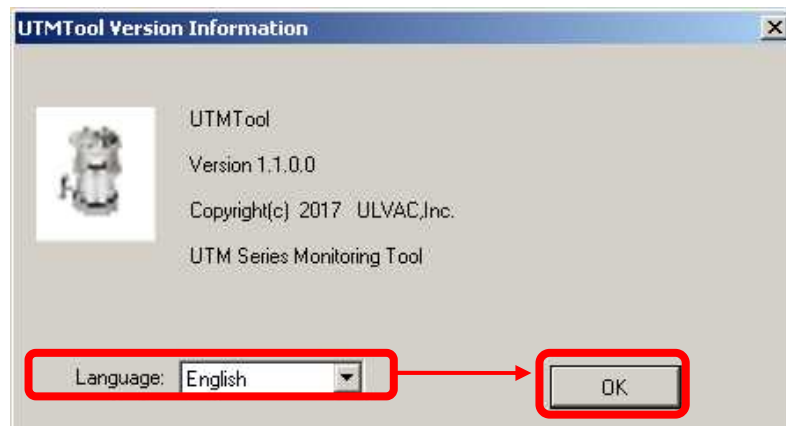 UTMTool Version Information
UTMTool
Version 1.1.0.0
Copyright(c) 2017 ULVAC,Inc.
UTM Series Monitoring Tool
Language: English
OK